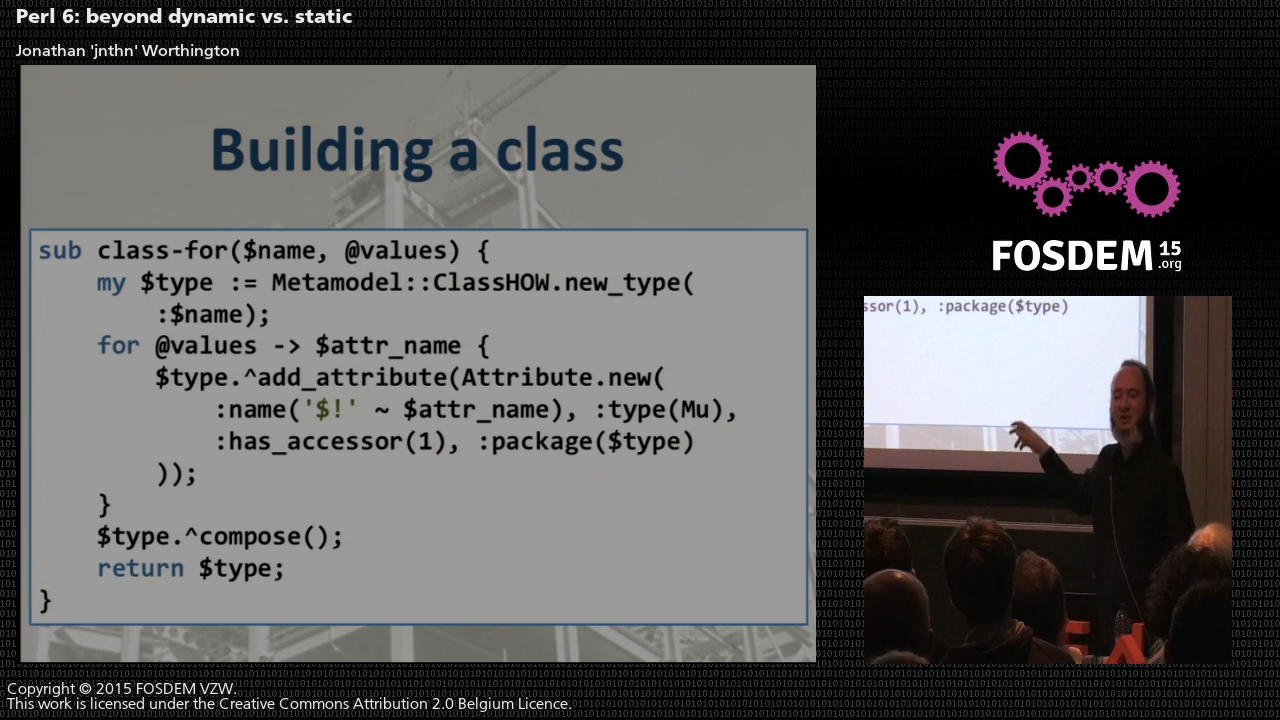 Perl 6: beyond dynamic vs. static
Jonathan 'jnthn' Worthington
Building a class
sub class-for($name, @values) {
my $type := Metamodel::ClassHOW.new_type(
:$name);
for @values -> $attr_name {
$type.^add_attribute(Attribute.new(
:name('$!' ~ $attr_name), :type(Mu),
:has_accessor(1), :package($type)
));
}
$type.^compose();
return $type;
}
FOSDEM 15
.org
ssor(1), :package($type)
Copyright © 2015 FOSDEM VZW.
This work is licensed under the Creative Commons Attribution 2.0 Belgium Licence.